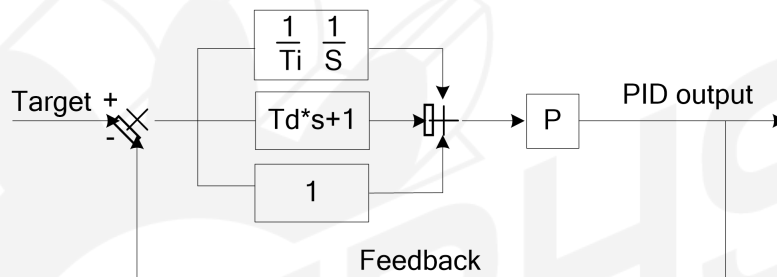 1 1
Ti S
Target +
-
Td*s+1
P
PID output
1
Feedback